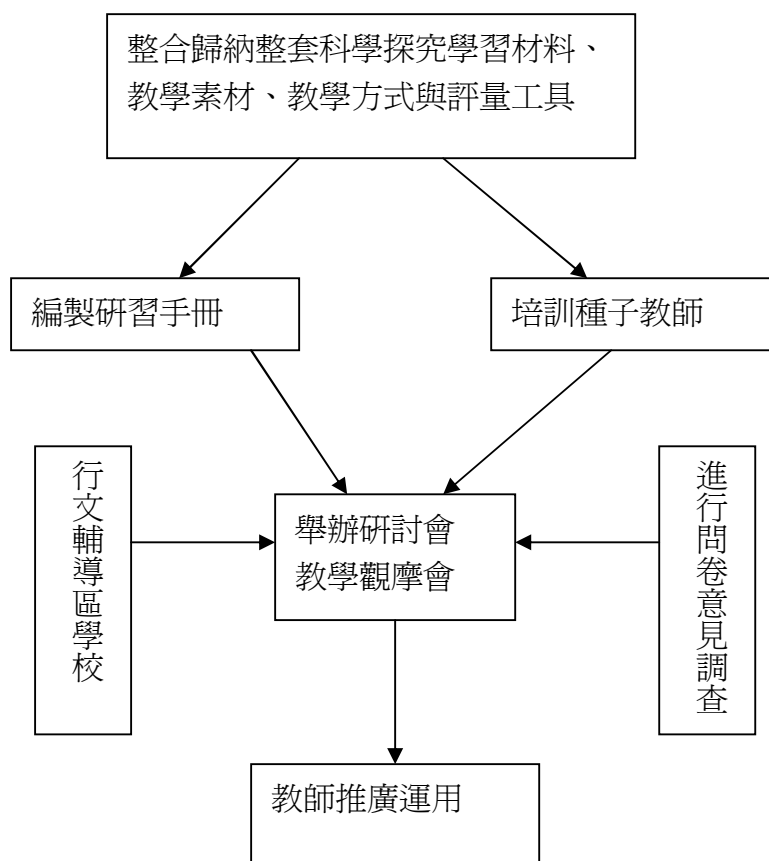 整合歸納整套科學探究學習材料、
教學素材、教學方式與評量工具
編製研習手冊
培訓種子教師
行文輔導區學校
舉辦研討會
教學觀摩會
進行問卷意見調查
教師推廣運用